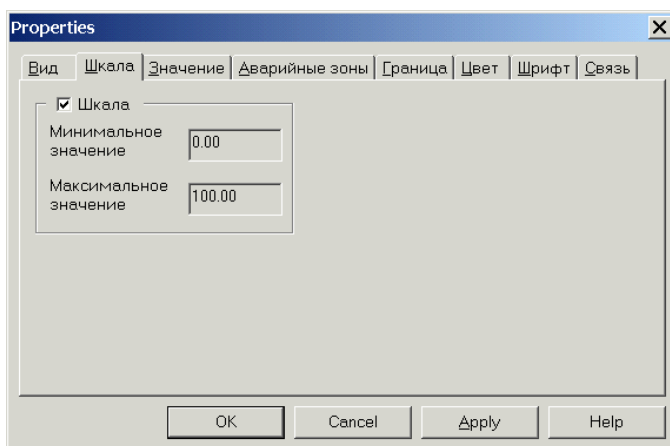 Properties
Вид Шкала Значение Аварийные зоны Граница Цвет Шрифт Связь
Шкала
Минимальное
значение
0.00
Максимальное
значение
100.00
OK Cancel Apply Help